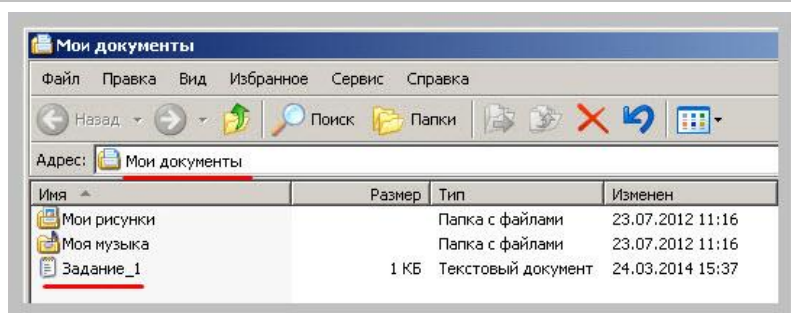 Мои документы
Файл Правка Вид Избранное Сервис Справка
Назад Поиск Папки
Адрес: Мои документы
Имя Размер Тип Изменен
Мои рисунки Папка с файлами 23.07.2012 11:16
Моя музыка Папка с файлами 23.07.2012 11:16
Задание_1 1 КБ Текстовый документ 24.03.2014 15:37